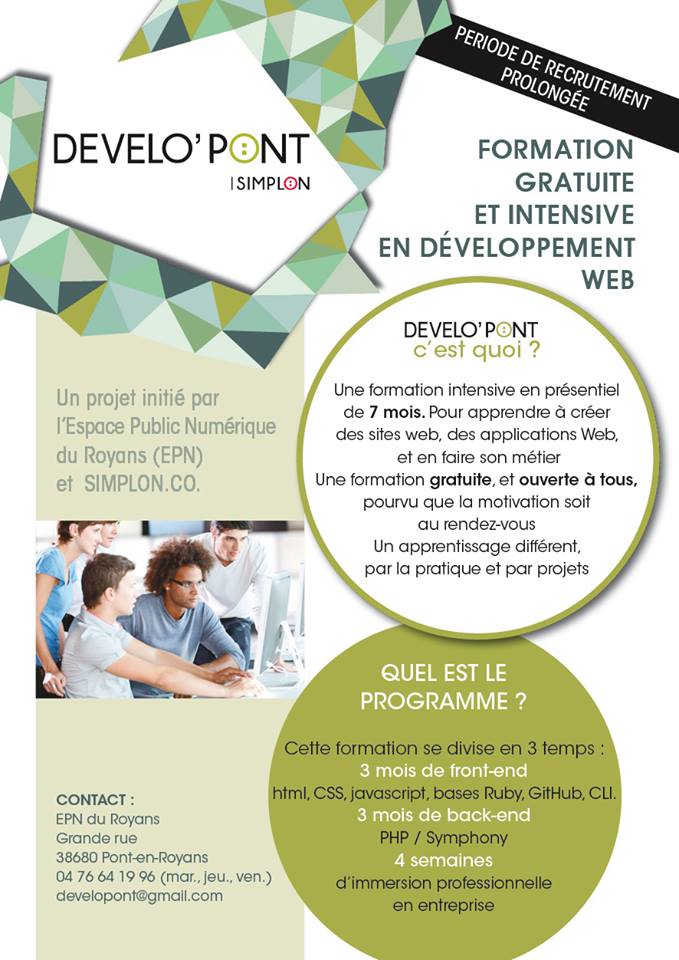 PERIODE DE RECRUTEMENT
PROLONGÉE
DEVELO'PONT
SIMPLON
FORMATION
GRATUITE
ET INTENSIVE
EN DÉVELOPPEMENT
WEB
DEVELO'PONT
c'est quoi ?
Une formation intensive en présentiel
de 7 mois. Pour apprendre à créer
des sites web, des applications Web,
et en faire son métier
Une formation gratuite, et ouverte à tous,
pourvu que la motivation soit
au rendez-vous
Un apprentissage différent,
par la pratique et par projets
Un projet initié par
l'Espace Public Numérique
du Royans (EPN)
et SIMPLON.CO.
QUEL EST LE
PROGRAMME ?
Cette formation se divise en 3 temps :
3 mois de front-end
html, CSS, javascript, bases Ruby, GitHub, CLI.
3 mois de back-end
PHP / Symphony
4 semaines
d'immersion professionnelle
en entreprise
CONTACT :
EPN du Royans
Grande rue
38680 Pont-en-Royans
04 76 64 19 96 (mar., jeu., ven.)
developont@gmail.com